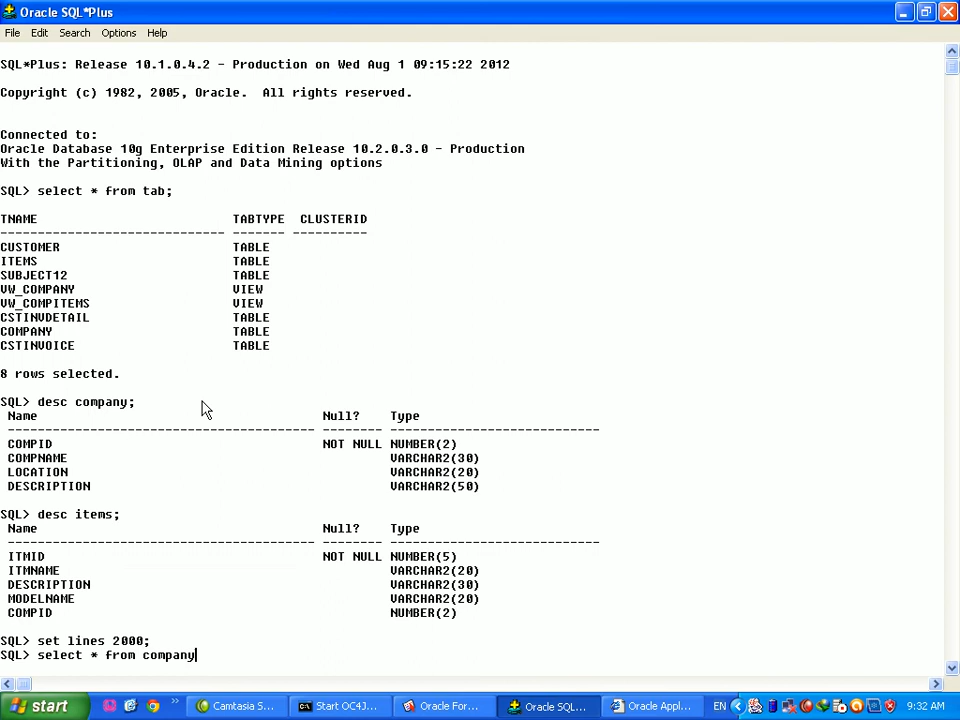 Oracle SQL*Plus
File Edit Search Options Help
SQL*Plus: Release 10.1.0.4.2 - Production on Wed Aug 1 09:15:22 2012
Copyright (c) 1982, 2005, Oracle. All rights reserved.
Connected to:
Oracle Database 10g Enterprise Edition Release 10.2.0.3.0 - Production
With the Partitioning, OLAP and Data Mining options
SQL> select * from tab;
TNAME TABTYPE CLUSTERID
------------------------------ ------- ----------
CUSTOMER TABLE
ITEMS TABLE
SUBJECT12 TABLE
VW_COMPANY VIEW
VW_COMPITEMS VIEW
CSTINVDETAIL TABLE
COMPANY TABLE
CSTINVOICE TABLE
8 rows selected.
SQL> desc company;
Name Null? Type
----------------------------------------- -------- ----------------------------
COMPID NOT NULL NUMBER(2)
COMPNAME VARCHAR2(30)
LOCATION VARCHAR2(20)
DESCRIPTION VARCHAR2(50)
SQL> desc items;
Name Null? Type
----------------------------------------- -------- ----------------------------
ITMID NOT NULL NUMBER(5)
ITMNAME VARCHAR2(20)
DESCRIPTION VARCHAR2(30)
MODELNAME VARCHAR2(20)
COMPID NUMBER(2)
SQL> set lines 2000;
SQL> select * from company
start Camtasia S... Start OC4J... Oracle For... Oracle SQL... Oracle Appl... EN 9:32 AM